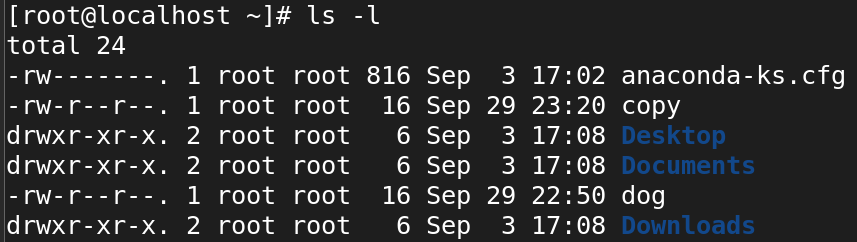 [root@localhost ~]# ls -l
total 24
-rw-------. 1 root root 816 Sep  3 17:02 anaconda-ks.cfg
-rw-r--r--. 1 root root  16 Sep 29 23:20 copy
drwxr-xr-x. 2 root root   6 Sep  3 17:08 Desktop
drwxr-xr-x. 2 root root   6 Sep  3 17:08 Documents
-rw-r--r--. 1 root root  16 Sep 29 22:50 dog
drwxr-xr-x. 2 root root   6 Sep  3 17:08 Downloads